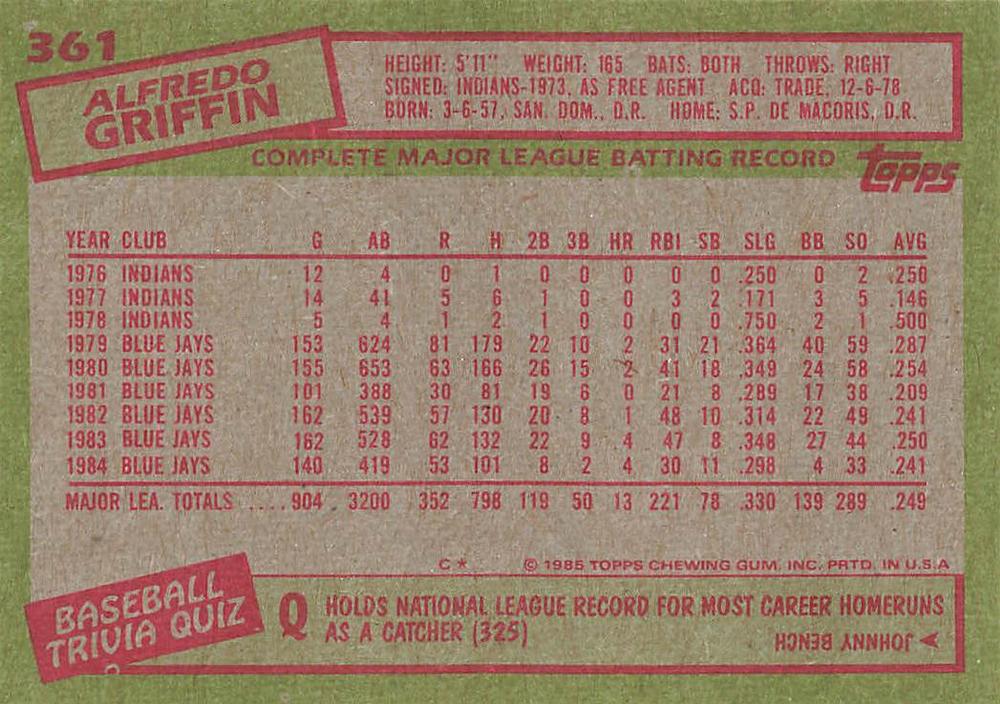 361
ALFREDO
GRIFFIN
HEIGHT: 5'11" WEIGHT: 165 BATS: BOTH THROWS: RIGHT
SIGNED: INDIANS-1973, AS FREE AGENT ACQ: TRADE, 12-6-78
BORN: 3-6-57, SAN. DOM., D.R. HOME: S.P. DE MACORIS, D.R.
COMPLETE MAJOR LEAGUE BATTING RECORD
topps
YEAR CLUB G AB R H 2B 3B HR RBI SB SLG BB SO AVG
1976 INDIANS 12 4 0 1 0 0 0 0 0 .250 0 2 .250
1977 INDIANS 14 41 5 6 1 0 0 3 2 .171 3 5 .146
1978 INDIANS 5 4 1 2 1 0 0 0 0 .750 2 1 .500
1979 BLUE JAYS 153 624 81 179 22 10 2 31 21 .364 40 59 .287
1980 BLUE JAYS 155 653 63 166 26 15 2 41 18 .349 24 58 .254
1981 BLUE JAYS 101 388 30 81 19 6 0 21 8 .289 17 38 .209
1982 BLUE JAYS 162 539 57 130 20 8 1 48 10 .314 22 49 .241
1983 BLUE JAYS 162 528 62 132 22 9 4 47 8 .348 27 44 .250
1984 BLUE JAYS 140 419 53 101 8 2 4 30 11 .298 4 33 .241
MAJOR LEA. TOTALS .... 904 3200 352 798 119 50 13 221 78 .330 139 289 .249
C* © 1985 TOPPS CHEWING GUM, INC. PRTD. IN U.S.A
BASEBALL
TRIVIA QUIZ
Q HOLDS NATIONAL LEAGUE RECORD FOR MOST CAREER HOMERUNS
AS A CATCHER (325)
JOHNNY BENCH